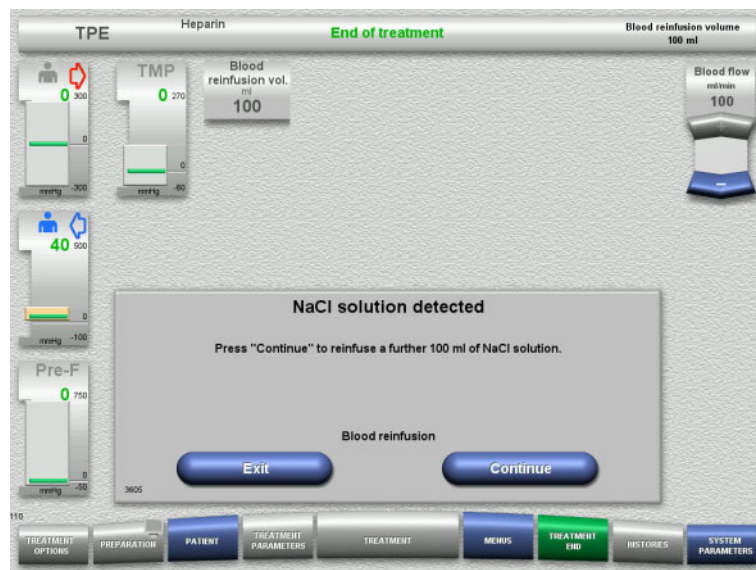 TPE
Heparin
End of treatment
Blood reinfusion volume
100 ml
0
300
0
-300
mmHg
TMP
0
270
0
-60
mmHg
Blood
reinfusion vol.
ml
100
Blood flow
ml/min
100
+
−
40
500
0
-100
mmHg
Pre-F
0
750
0
-50
mmHg
NaCl solution detected
Press "Continue" to reinfuse a further 100 ml of NaCl solution.
Blood reinfusion
Exit
Continue
3605
110
TREATMENT
OPTIONS
PREPARATION
PATIENT
TREATMENT
PARAMETERS
TREATMENT
MENUS
TREATMENT
END
HISTORIES
SYSTEM
PARAMETERS